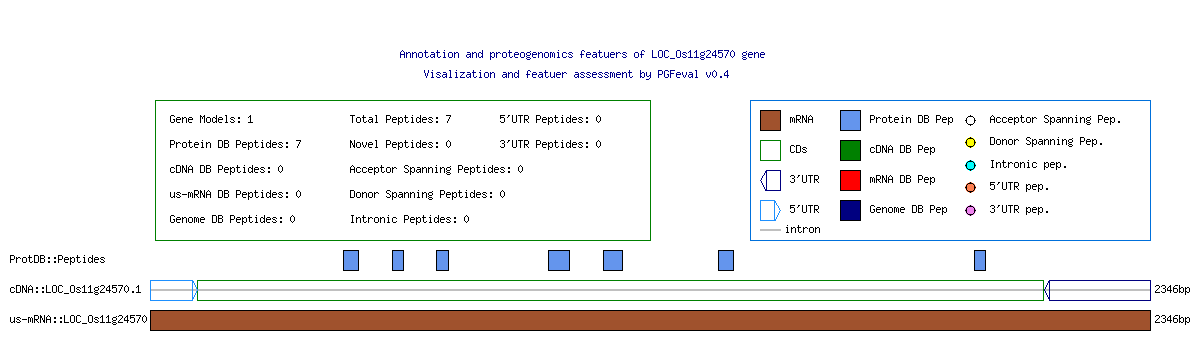 Annotation and proteogenomics featuers of LOC_Os11g24570 gene
Visalization and featuer assessment by PGFeval v0.4
Gene Models: 1 Total Peptides: 7 5'UTR Peptides: 0
Protein DB Peptides: 7 Novel Peptides: 0 3'UTR Peptides: 0
cDNA DB Peptides: 0 Acceptor Spanning Peptides: 0
us-mRNA DB Peptides: 0 Donor Spanning Peptides: 0
Genome DB Peptides: 0 Intronic Peptides: 0
mRNA Protein DB Pep Acceptor Spanning Pep.
CDs cDNA DB Pep Donor Spanning Pep.
3'UTR mRNA DB Pep Intronic pep.
5'UTR Genome DB Pep 5'UTR pep.
intron 3'UTR pep.
ProtDB::Peptides
cDNA::LOC_Os11g24570.1 2346bp
us-mRNA::LOC_Os11g24570 2346bp